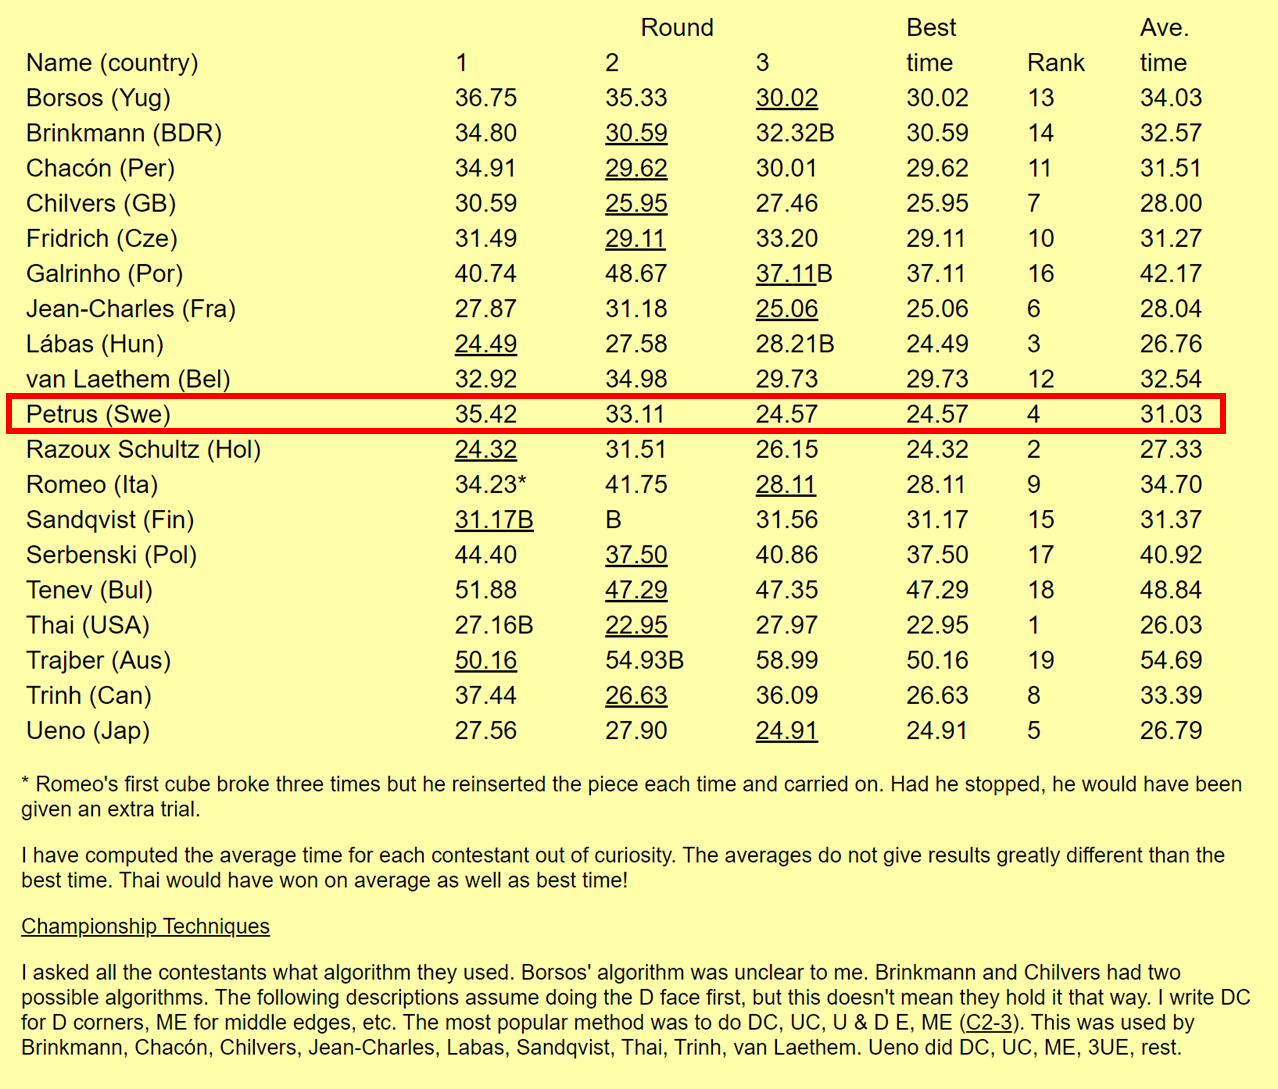 Round Best Ave.
Name (country) 1 2 3 time Rank time
Borsos (Yug) 36.75 35.33 30.02 30.02 13 34.03
Brinkmann (BDR) 34.80 30.59 32.32B 30.59 14 32.57
Chacón (Per) 34.91 29.62 30.01 29.62 11 31.51
Chilvers (GB) 30.59 25.95 27.46 25.95 7 28.00
Fridrich (Cze) 31.49 29.11 33.20 29.11 10 31.27
Galrinho (Por) 40.74 48.67 37.11B 37.11 16 42.17
Jean-Charles (Fra) 27.87 31.18 25.06 25.06 6 28.04
Lábas (Hun) 24.49 27.58 28.21B 24.49 3 26.76
van Laethem (Bel) 32.92 34.98 29.73 29.73 12 32.54
Petrus (Swe) 35.42 33.11 24.57 24.57 4 31.03
Razoux Schultz (Hol) 24.32 31.51 26.15 24.32 2 27.33
Romeo (Ita) 34.23* 41.75 28.11 28.11 9 34.70
Sandqvist (Fin) 31.17B B 31.56 31.17 15 31.37
Serbenski (Pol) 44.40 37.50 40.86 37.50 17 40.92
Tenev (Bul) 51.88 47.29 47.35 47.29 18 48.84
Thai (USA) 27.16B 22.95 27.97 22.95 1 26.03
Trajber (Aus) 50.16 54.93B 58.99 50.16 19 54.69
Trinh (Can) 37.44 26.63 36.09 26.63 8 33.39
Ueno (Jap) 27.56 27.90 24.91 24.91 5 26.79
* Romeo's first cube broke three times but he reinserted the piece each time and carried on. Had he stopped, he would have been
given an extra trial.
I have computed the average time for each contestant out of curiosity. The averages do not give results greatly different than the
best time. Thai would have won on average as well as best time!
Championship Techniques
I asked all the contestants what algorithm they used. Borsos' algorithm was unclear to me. Brinkmann and Chilvers had two
possible algorithms. The following descriptions assume doing the D face first, but this doesn't mean they hold it that way. I write DC
for D corners, ME for middle edges, etc. The most popular method was to do DC, UC, U & D E, ME (C2-3). This was used by
Brinkmann, Chacón, Chilvers, Jean-Charles, Labas, Sandqvist, Thai, Trinh, van Laethem. Ueno did DC, UC, ME, 3UE, rest.